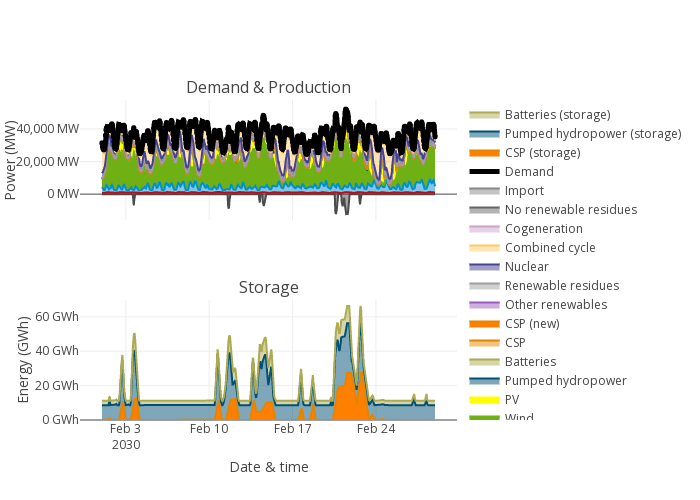 Demand & Production
Power (MW)
40,000 MW
20,000 MW
0 MW
Storage
Energy (GWh)
60 GWh
40 GWh
20 GWh
0 GWh
Feb 3
2030
Feb 10
Feb 17
Feb 24
Date & time
Batteries (storage)
Pumped hydropower (storage)
CSP (storage)
Demand
Import
No renewable residues
Cogeneration
Combined cycle
Nuclear
Renewable residues
Other renewables
CSP (new)
CSP
Batteries
Pumped hydropower
PV
Wind